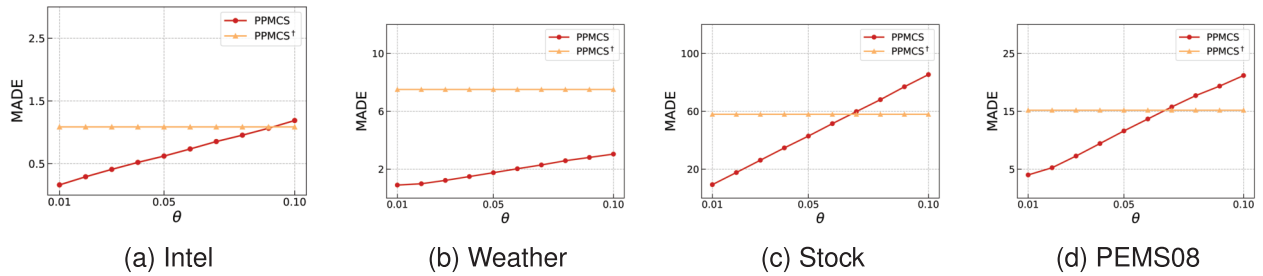 PPMCS
PPMCS†
2.5
1.5
0.5
MADE
0.01
0.05
0.10
θ
(a) Intel
PPMCS
PPMCS†
10
6
2
MADE
0.01
0.05
0.10
θ
(b) Weather
PPMCS
PPMCS†
100
60
20
MADE
0.01
0.05
0.10
θ
(c) Stock
PPMCS
PPMCS†
25
15
5
MADE
0.01
0.05
0.10
θ
(d) PEMS08